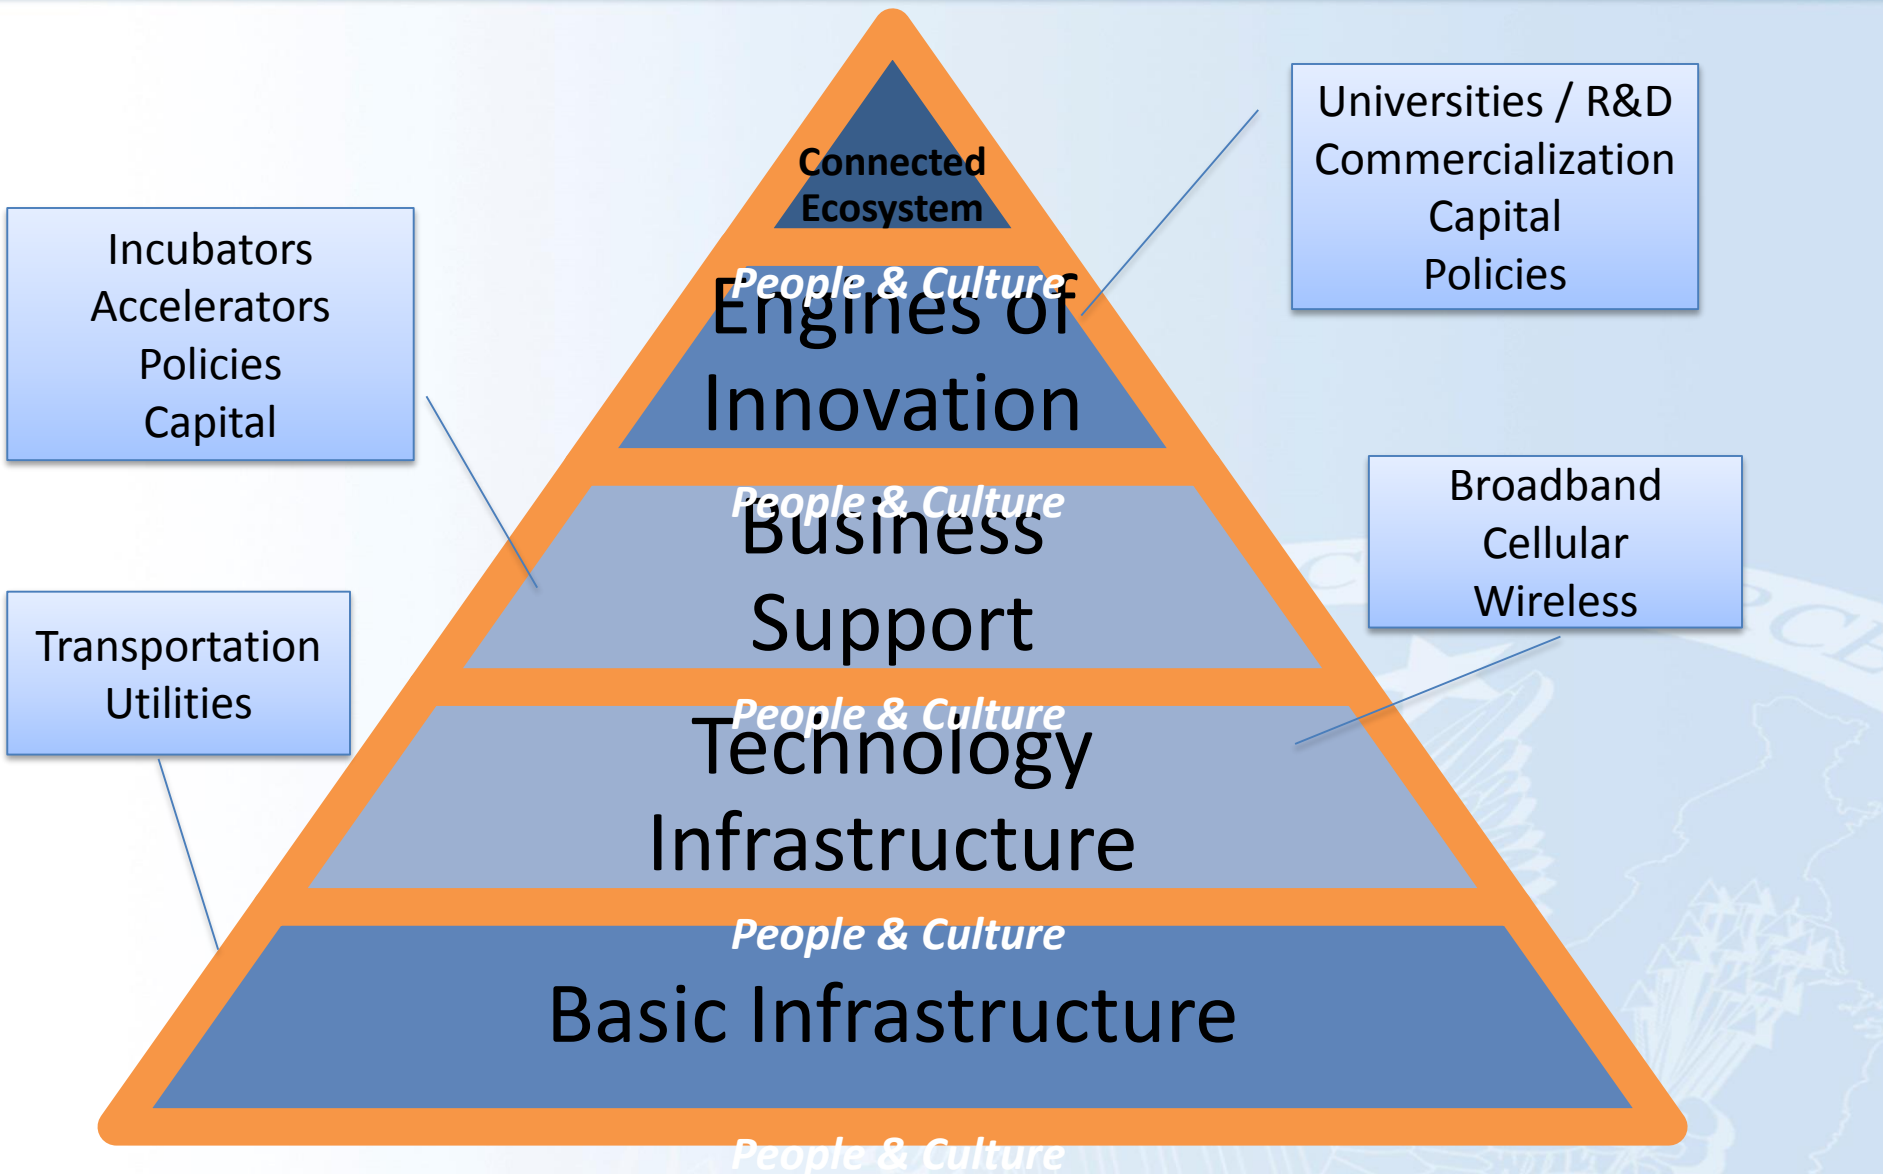 Connected
Ecosystem
People & Culture
Engines of
Innovation
People & Culture
Business
Support
People & Culture
Technology
Infrastructure
People & Culture
Basic Infrastructure
People & Culture
Universities / R&D
Commercialization
Capital
Policies
Incubators
Accelerators
Policies
Capital
Broadband
Cellular
Wireless
Transportation
Utilities